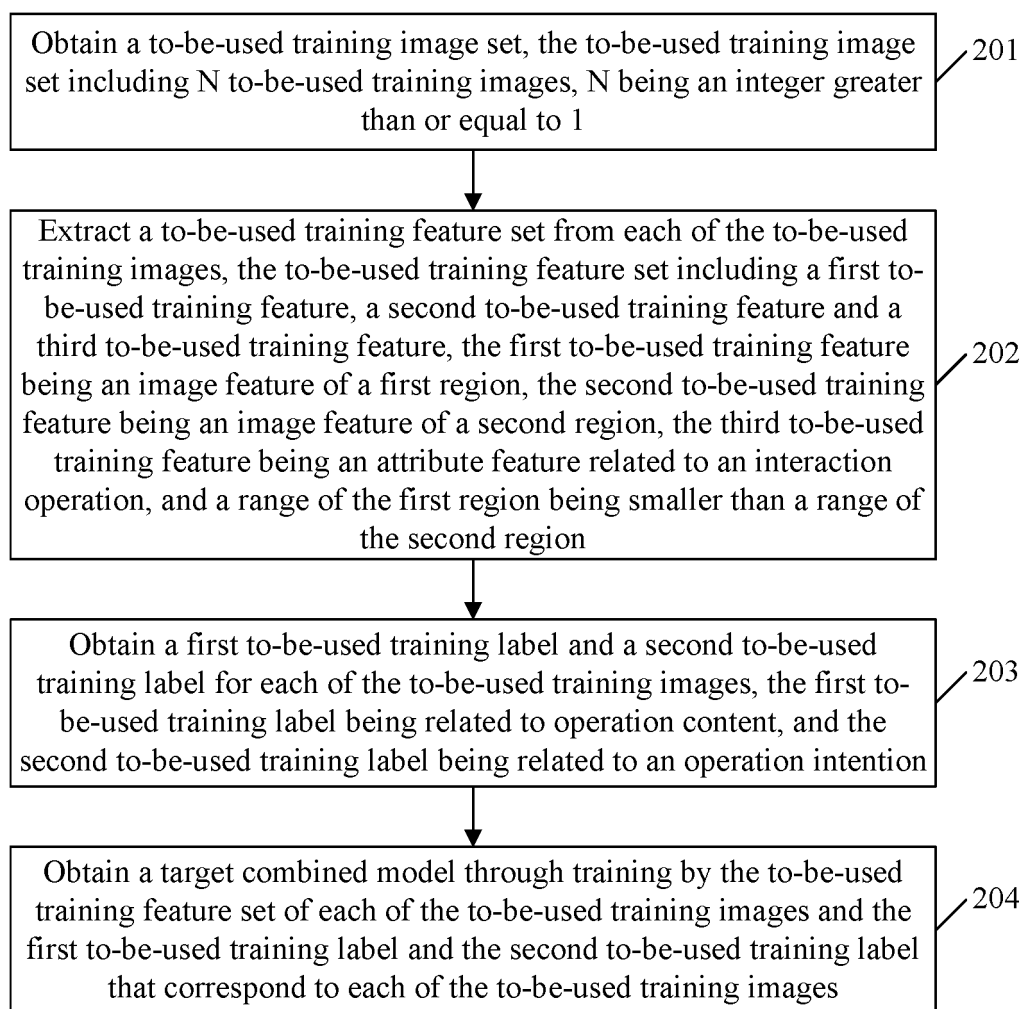 Obtain a to-be-used training image set, the to-be-used training image
set including N to-be-used training images, N being an integer greater
than or equal to 1
201
Extract a to-be-used training feature set from each of the to-be-used
training images, the to-be-used training feature set including a first to-
be-used training feature, a second to-be-used training feature and a
third to-be-used training feature, the first to-be-used training feature
being an image feature of a first region, the second to-be-used training
feature being an image feature of a second region, the third to-be-used
training feature being an attribute feature related to an interaction
operation, and a range of the first region being smaller than a range of
the second region
202
Obtain a first to-be-used training label and a second to-be-used
training label for each of the to-be-used training images, the first to-
be-used training label being related to operation content, and the
second to-be-used training label being related to an operation intention
203
Obtain a target combined model through training by the to-be-used
training feature set of each of the to-be-used training images and the
first to-be-used training label and the second to-be-used training label
that correspond to each of the to-be-used training images
204